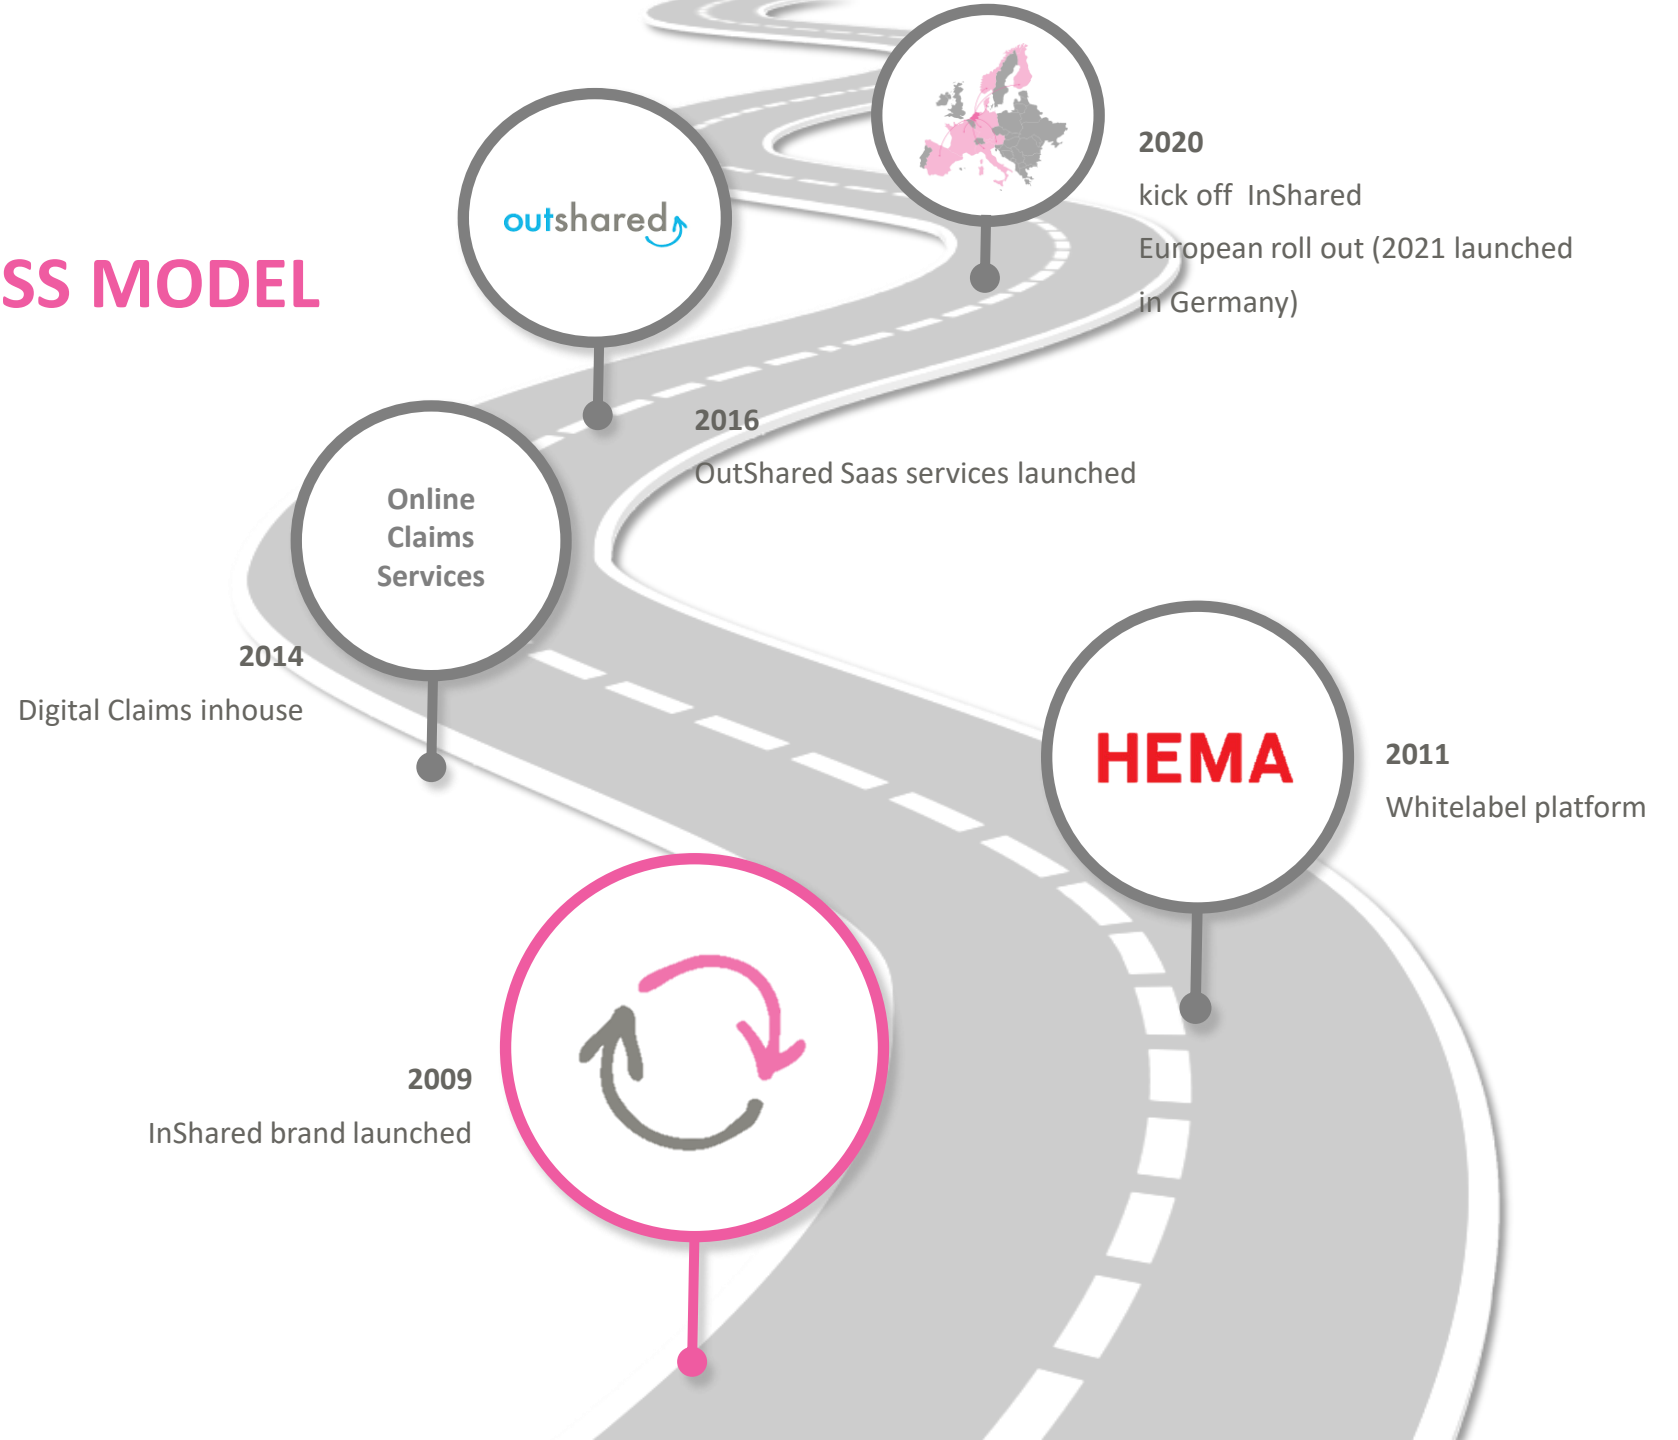 2020
kick off  InShared
European roll out (2021 launched
in Germany)
outshared
SS MODEL
2016
OutShared Saas services launched
Online
Claims
Services
2014
Digital Claims inhouse
HEMA
2011
Whitelabel platform
2009
InShared brand launched